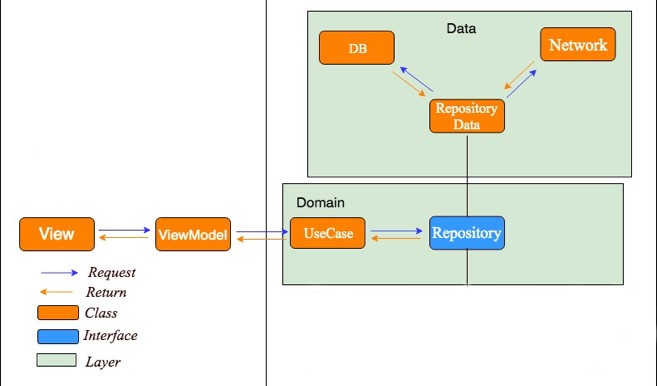 Data
DB
Network
Repository
Data
Domain
View
ViewModel
UseCase
Repository
Request
Return
Class
Interface
Layer